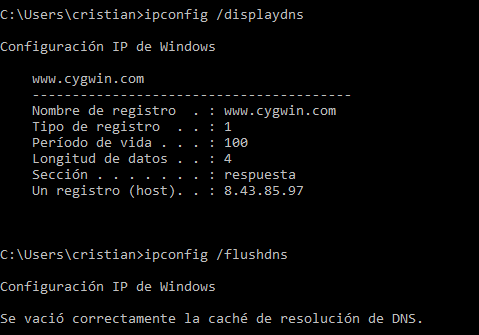 C:\Users\cristian>ipconfig /displaydns
Configuración IP de Windows
www.cygwin.com
----------------------------------------
Nombre de registro  . : www.cygwin.com
Tipo de registro  . . : 1
Período de vida . . . : 100
Longitud de datos . . : 4
Sección . . . . . . . : respuesta
Un registro (host). . : 8.43.85.97
C:\Users\cristian>ipconfig /flushdns
Configuración IP de Windows
Se vació correctamente la caché de resolución de DNS.